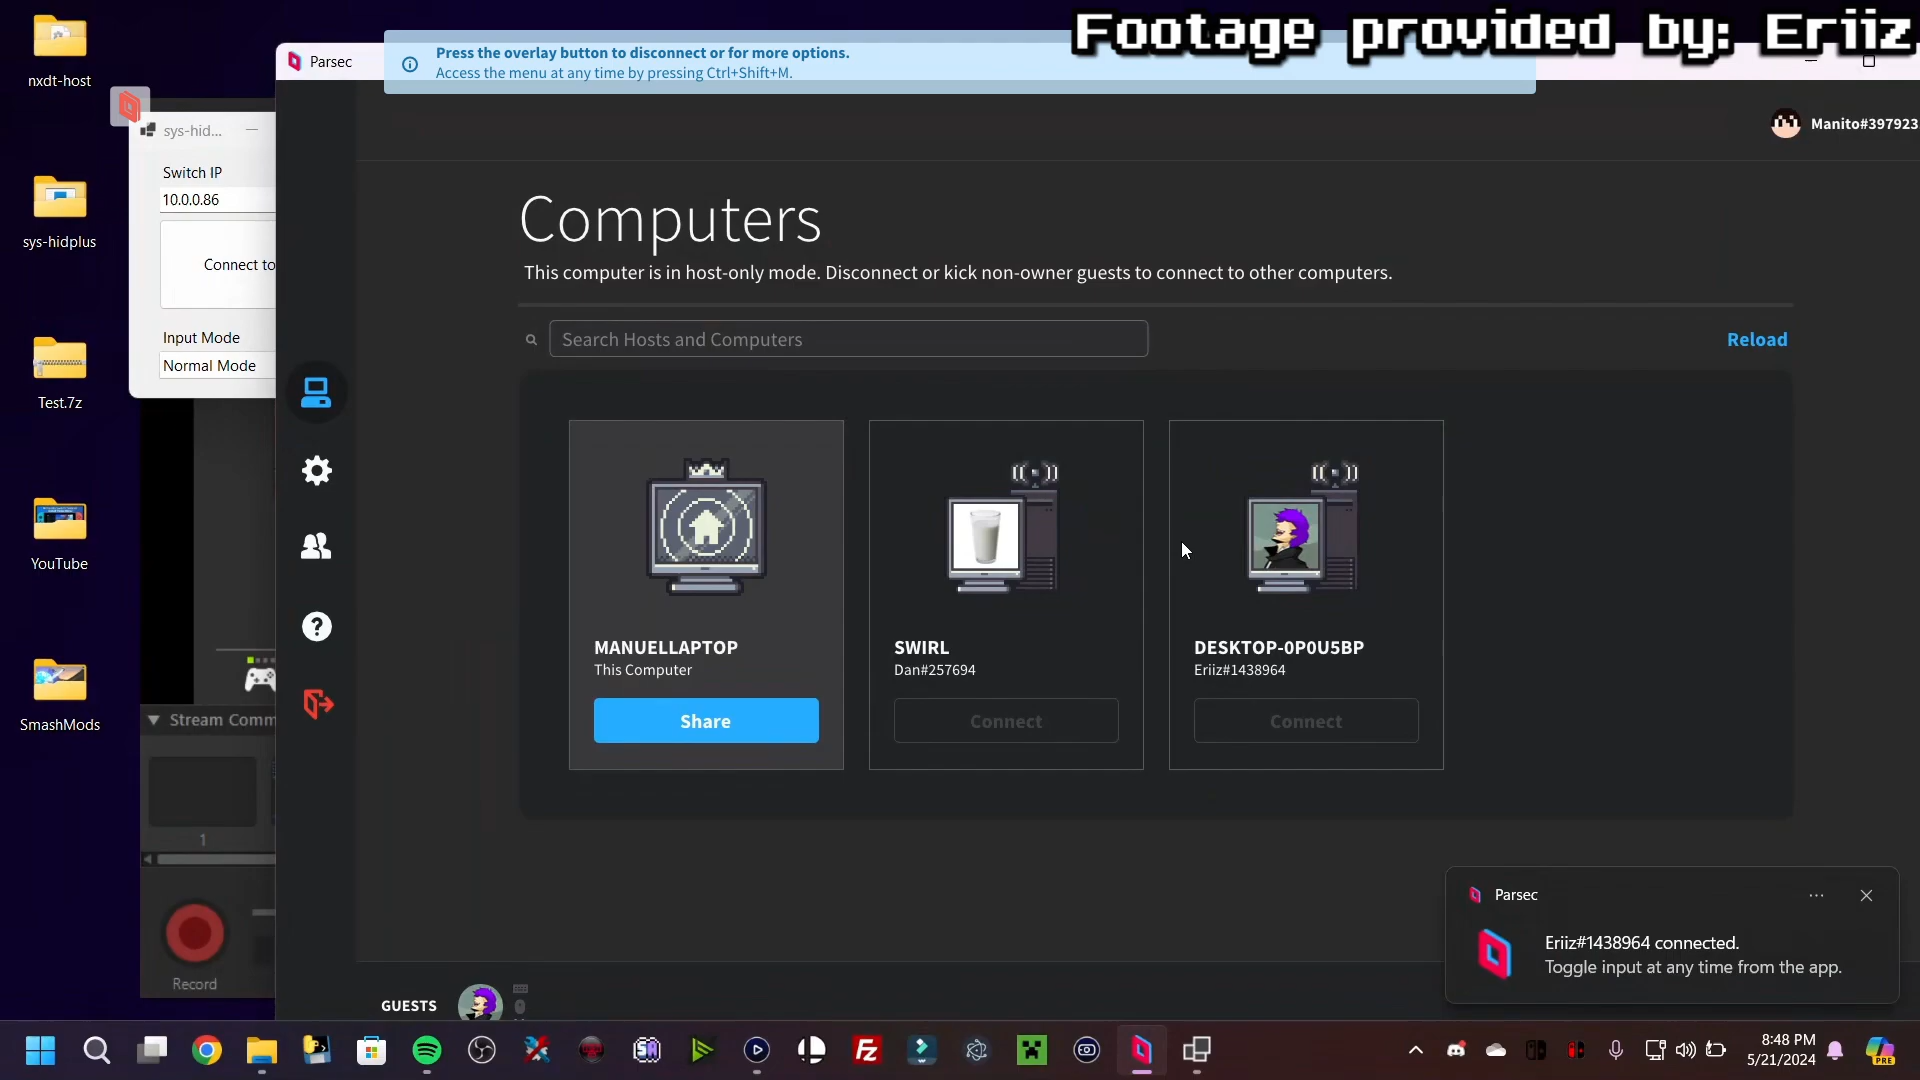 Footage provided by: Eriiz
nxdt-host
Parsec
Press the overlay button to disconnect or for more options.
Access the menu at any time by pressing Ctrl+Shift+M.
sys-hid...
Manito#397923
Switch IP
10.0.0.86
sys-hidplus
Connect to
Computers
This computer is in host-only mode. Disconnect or kick non-owner guests to connect to other computers.
Input Mode
Normal Mode
Search Hosts and Computers
Reload
Test.7z
YouTube
MANUELLAPTOP
This Computer
Share
SWIRL
Dan#257694
Connect
DESKTOP-0P0U5BP
Eriiz#1438964
Connect
SmashMods
Stream Comm
1
Record
Parsec
Eriiz#1438964 connected.
Toggle input at any time from the app.
GUESTS
8:48 PM
5/21/2024
PRE